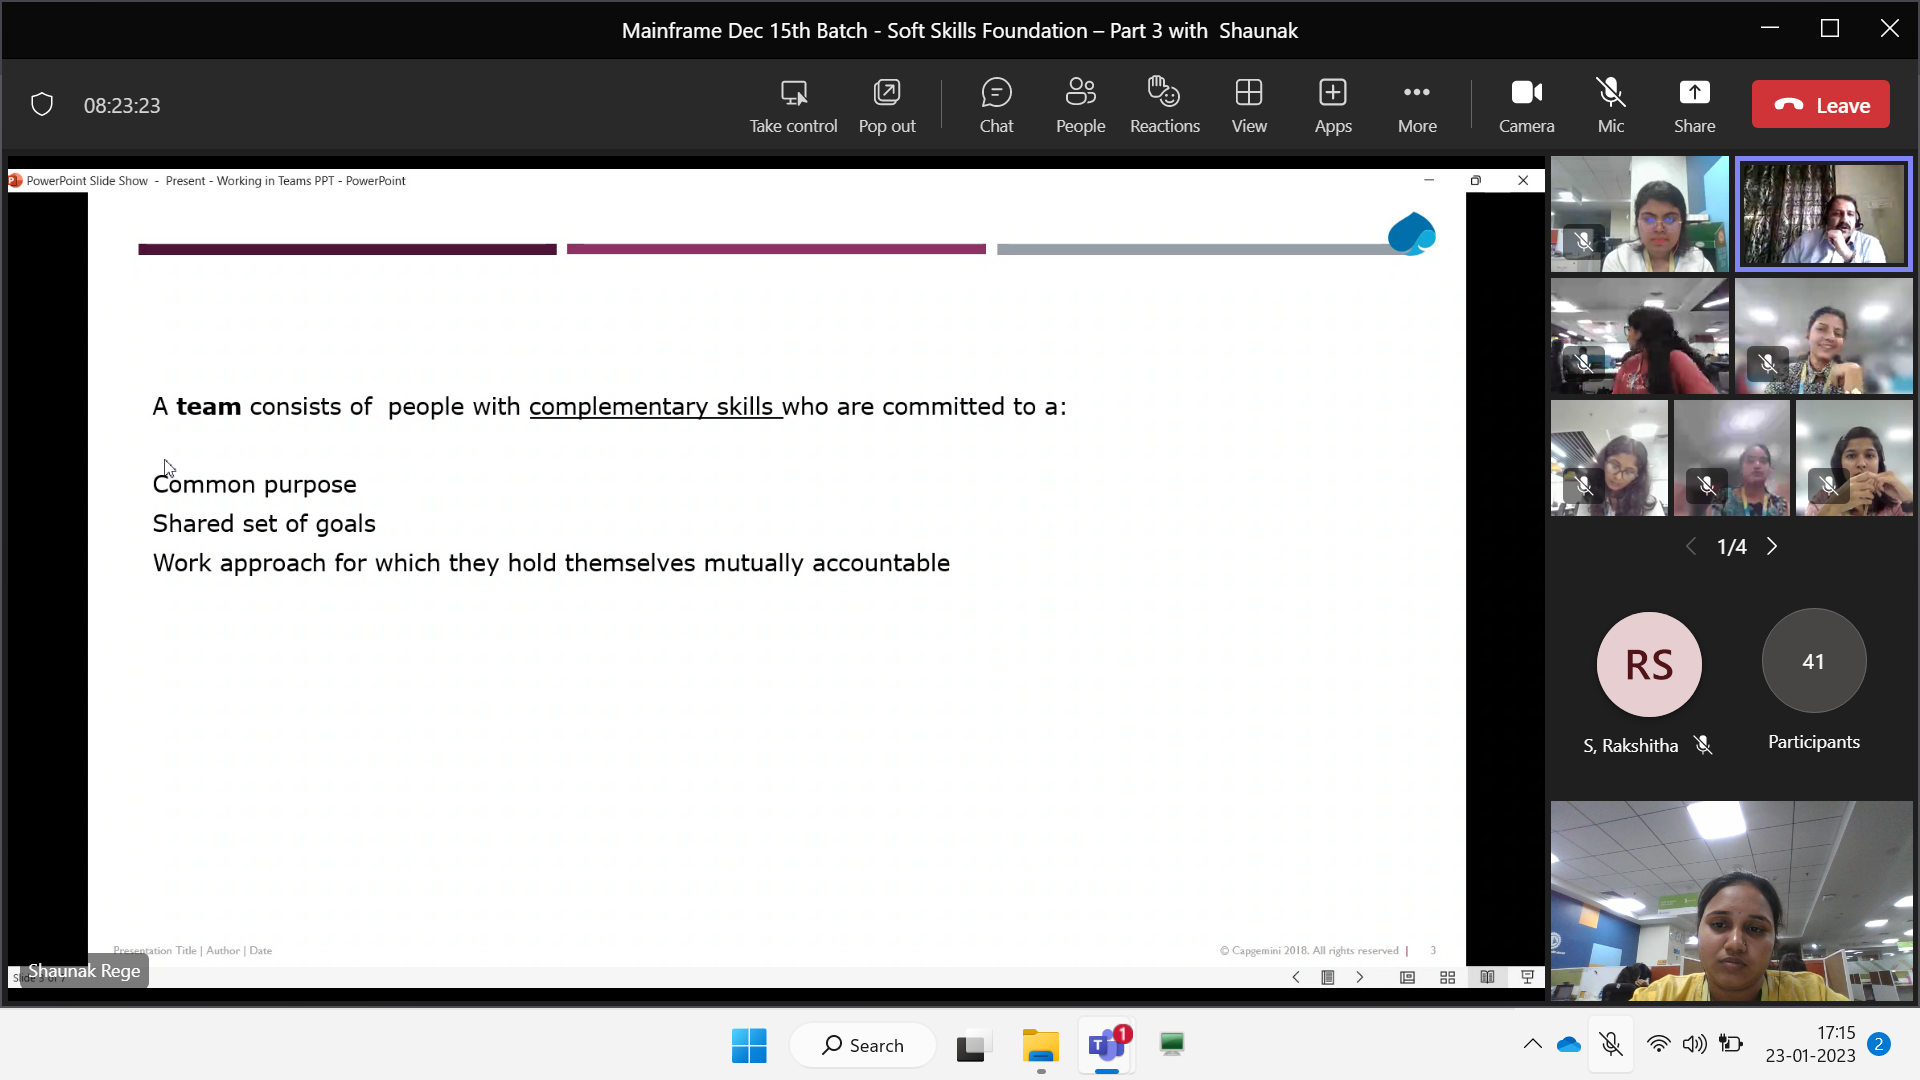 Mainframe Dec 15th Batch - Soft Skills Foundation – Part 3 with Shaunak
08:23:23
Take control
Pop out
Chat
People
Reactions
View
Apps
More
Camera
Mic
Share
Leave
PowerPoint Slide Show - Present - Working in Teams PPT - PowerPoint
A team consists of people with complementary skills who are committed to a:
Common purpose
Shared set of goals
Work approach for which they hold themselves mutually accountable
Presentation Title | Author | Date
© Capgemini 2018. All rights reserved | 3
Shaunak Rege
1/4
RS
41
S, Rakshitha
Participants
Search
T
1
17:15
23-01-2023
2